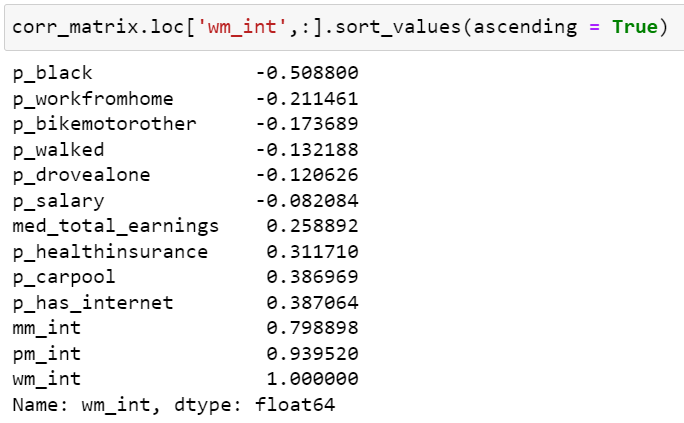 corr_matrix.loc['wm_int',:].sort_values(ascending = True)
p_black -0.508800
p_workfromhome -0.211461
p_bikemotorother -0.173689
p_walked -0.132188
p_drovealone -0.120626
p_salary -0.082084
med_total_earnings 0.258892
p_healthinsurance 0.311710
p_carpool 0.386969
p_has_internet 0.387064
mm_int 0.798898
pm_int 0.939520
wm_int 1.000000
Name: wm_int, dtype: float64